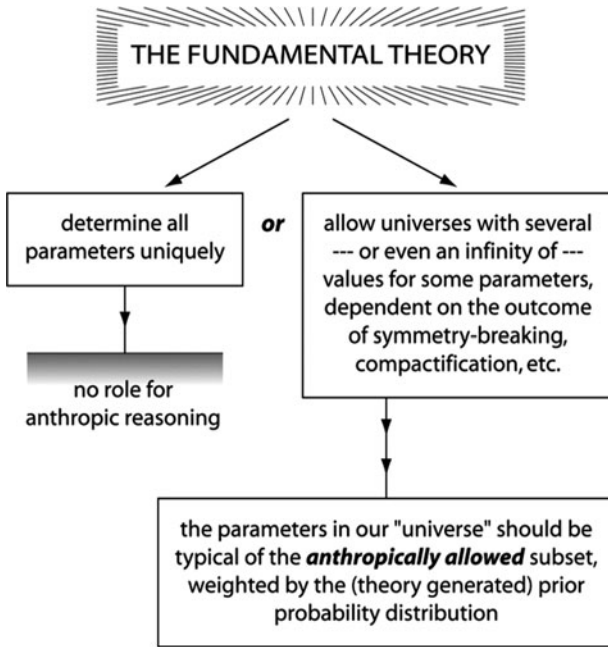 THE FUNDAMENTAL THEORY
determine all
parameters uniquely
or
allow universes with several
--- or even an infinity of ---
values for some parameters,
dependent on the outcome
of symmetry-breaking,
compactification, etc.
no role for
anthropic reasoning
the parameters in our "universe" should be
typical of the anthropically allowed subset,
weighted by the (theory generated) prior
probability distribution